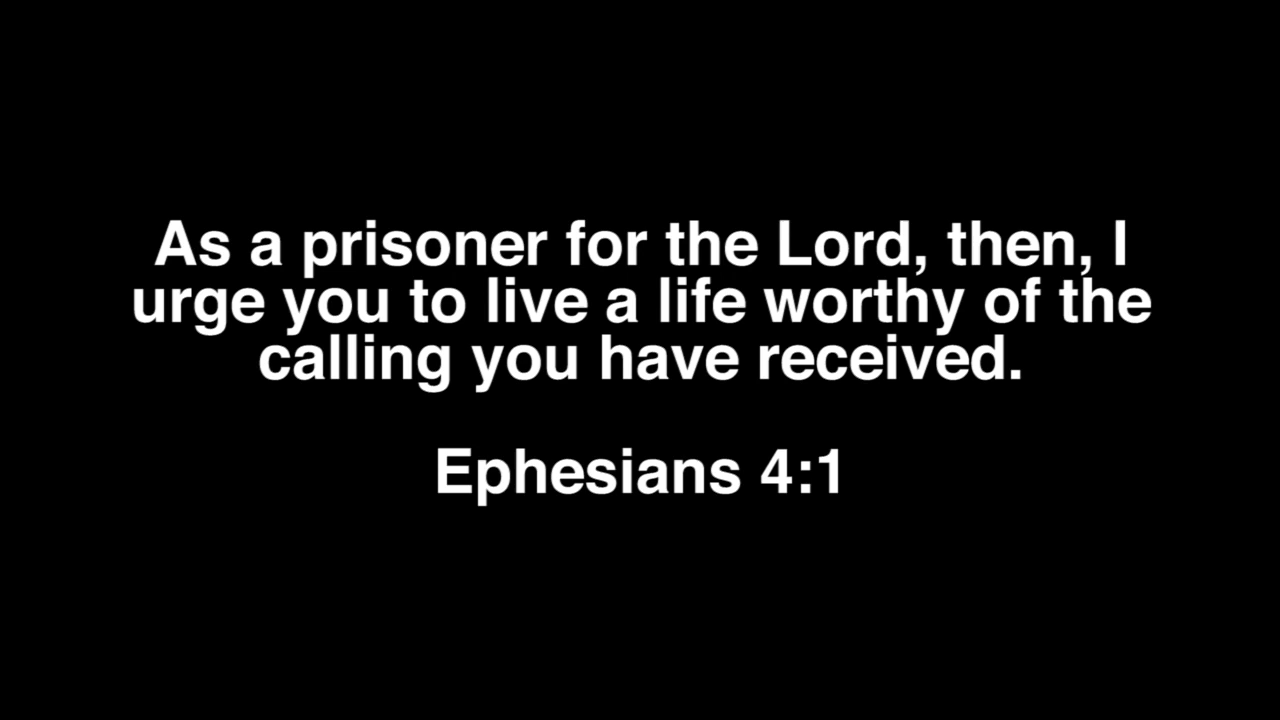 As a prisoner for the Lord, then, I
urge you to live a life worthy of the
calling you have received.
Ephesians 4:1